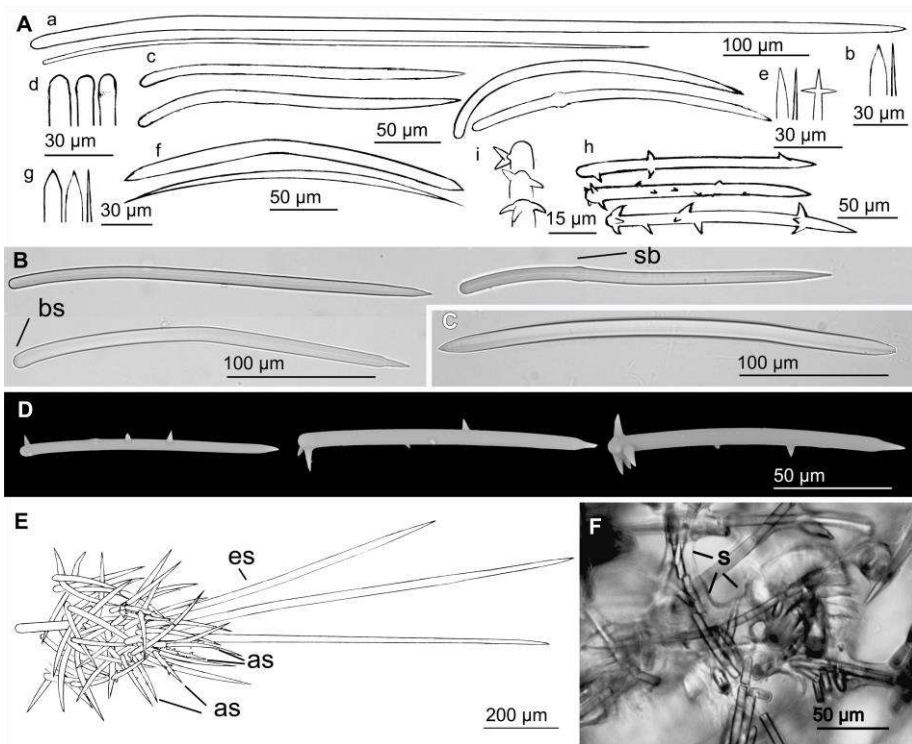 A
a
100 µm
b
30 µm
c
50 µm
d
30 µm
e
30 µm
f
50 µm
g
30 µm
h
50 µm
i
15 µm
B
sb
bs
100 µm
C
100 µm
D
50 µm
E
es
as
as
200 µm
F
s
50 µm